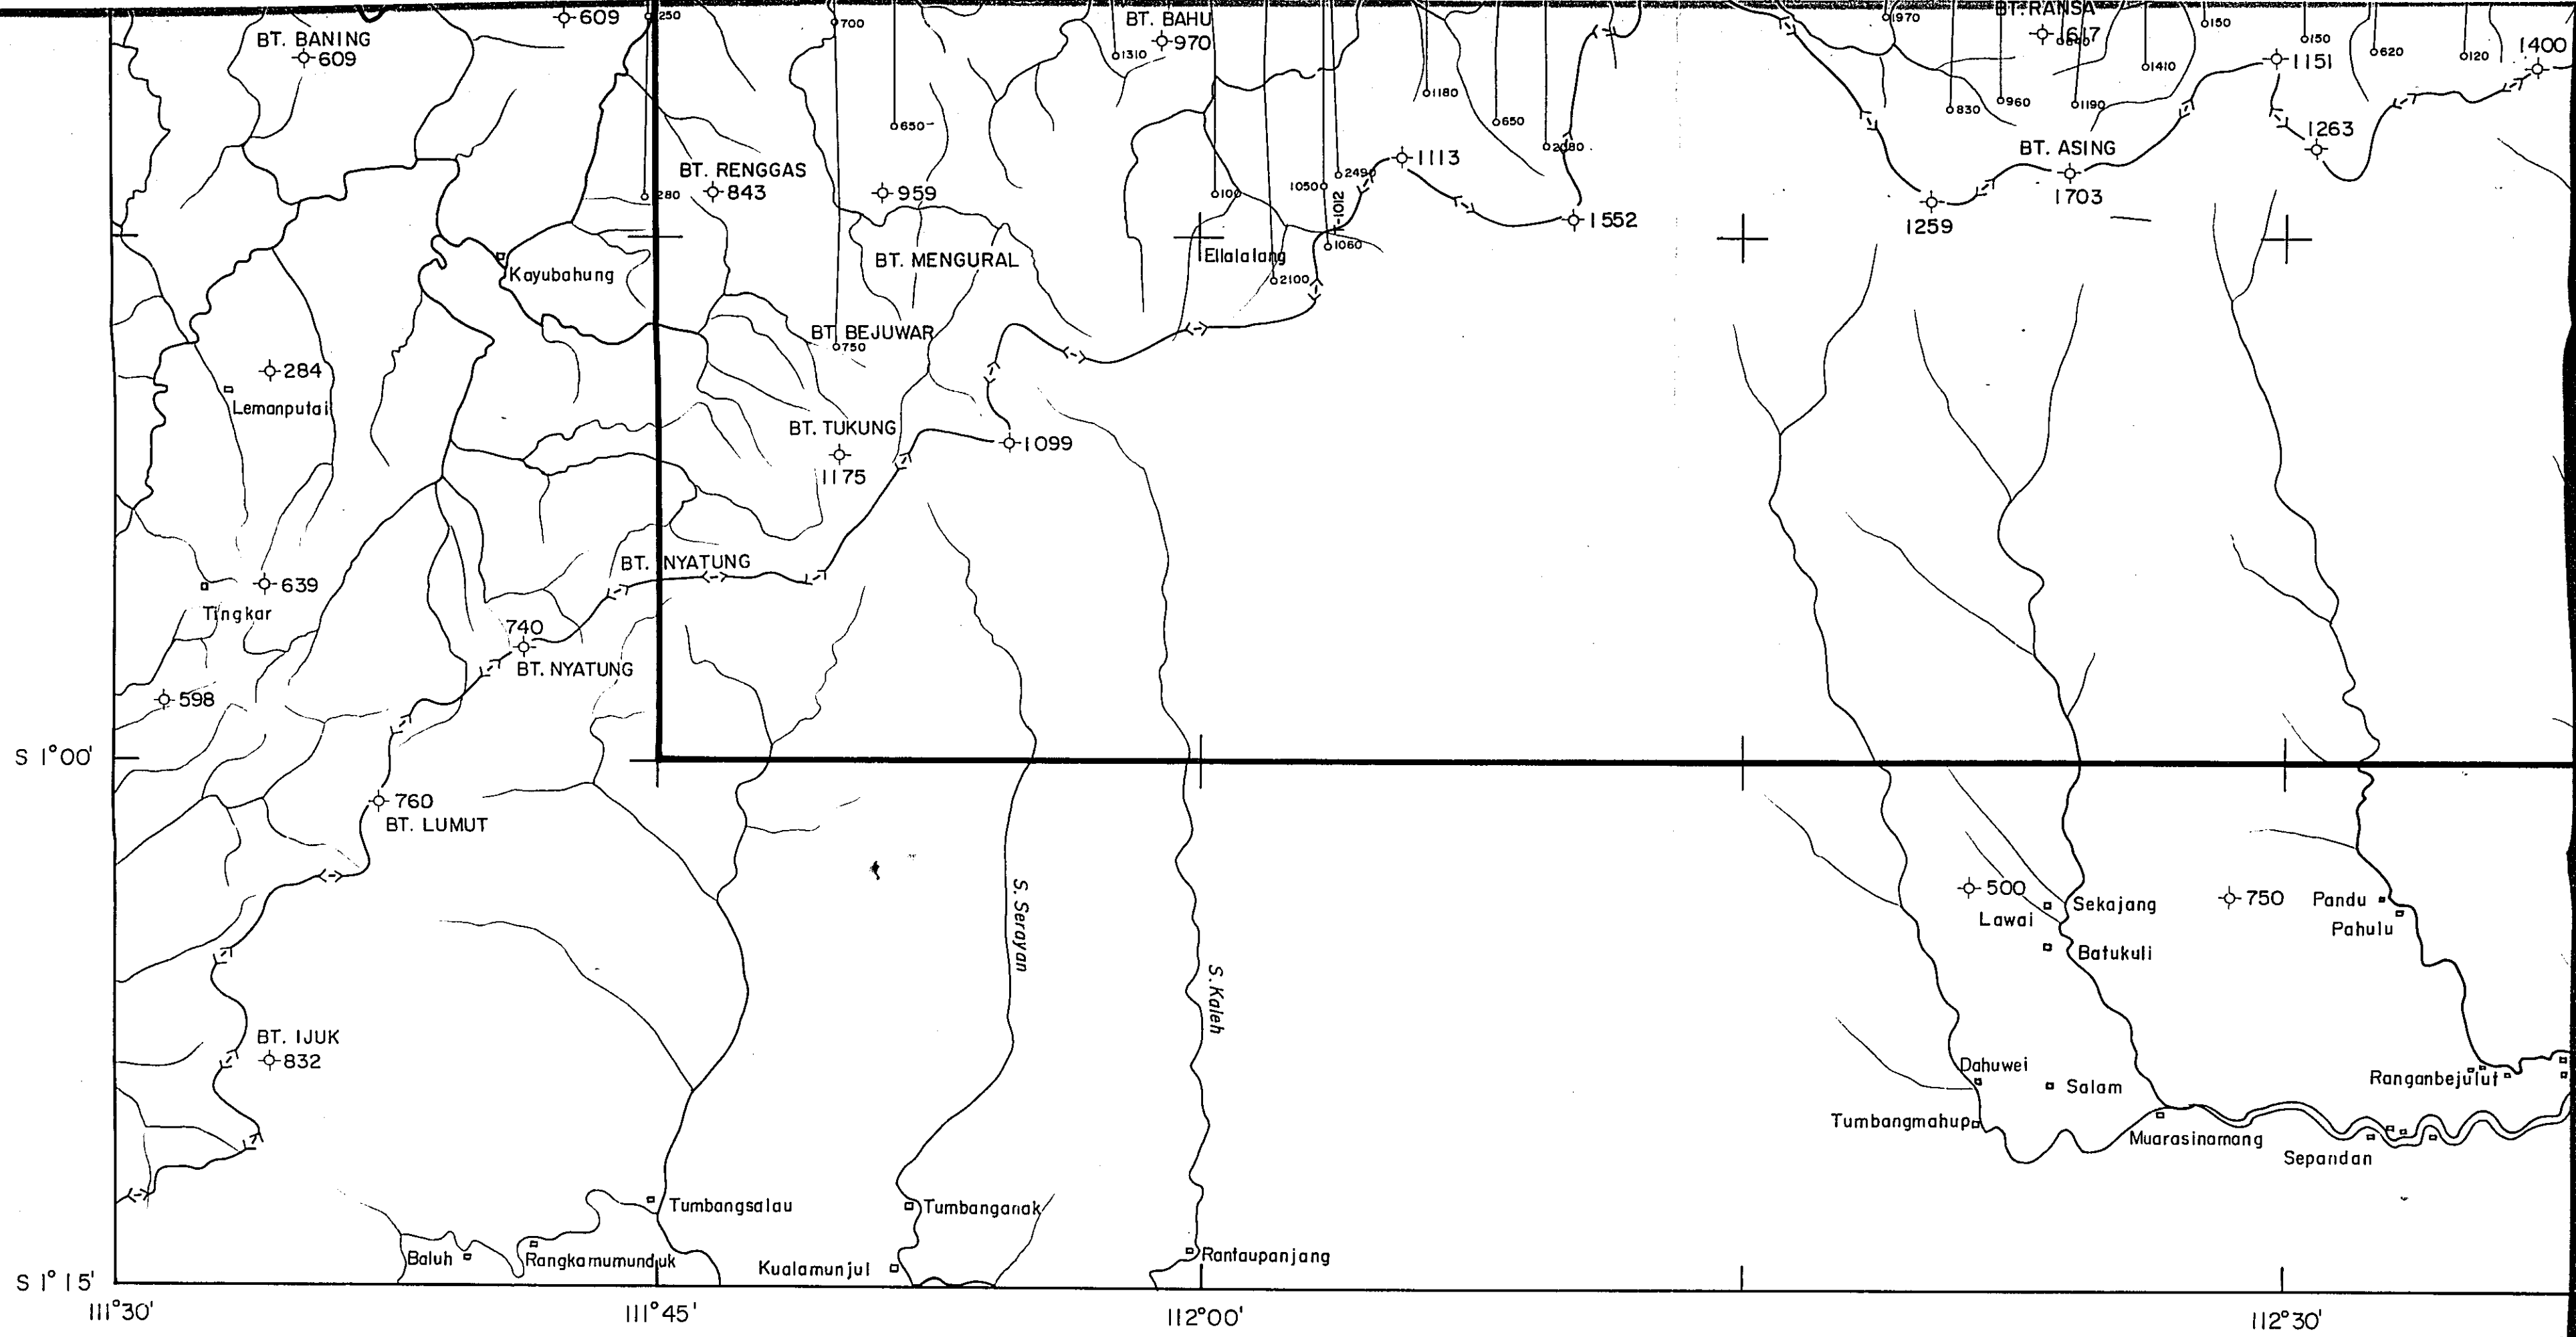 BT. BANING
609
609
250
700
650
1310
BT. BAHU
970
1180
650
2080
1970
BT. RANSA
617
830
960
1190
1410
150
150
620
120
1151
1400
1263
BT. ASING
1703
1259
BT. RENGGAS
843
280
959
100
1050
2490
1012
1060
1113
1552
Kayubahung
BT. MENGURAL
Ellalalang
2100
BT. BEJUWAR
750
284
Lemanputai
BT. TUKUNG
1175
1099
639
Tingkar
BT. NYATUNG
740
BT. NYATUNG
598
S 1°00'
760
BT. LUMUT
S. Serayan
S. Kaleh
500
Lawai
Sekajang
Batukuli
750
Pandu
Pahulu
BT. IJUK
832
Dahuwei
Salam
Tumbangmahup
Ranganbejulut
Muarasinamang
Sepandan
Tumbangsalau
Tumbanganak
Baluh
Rangkamumunduk
Kualamunjul
Rantaupanjang
S 1°15'
111°30'
111°45'
112°00'
112°30'